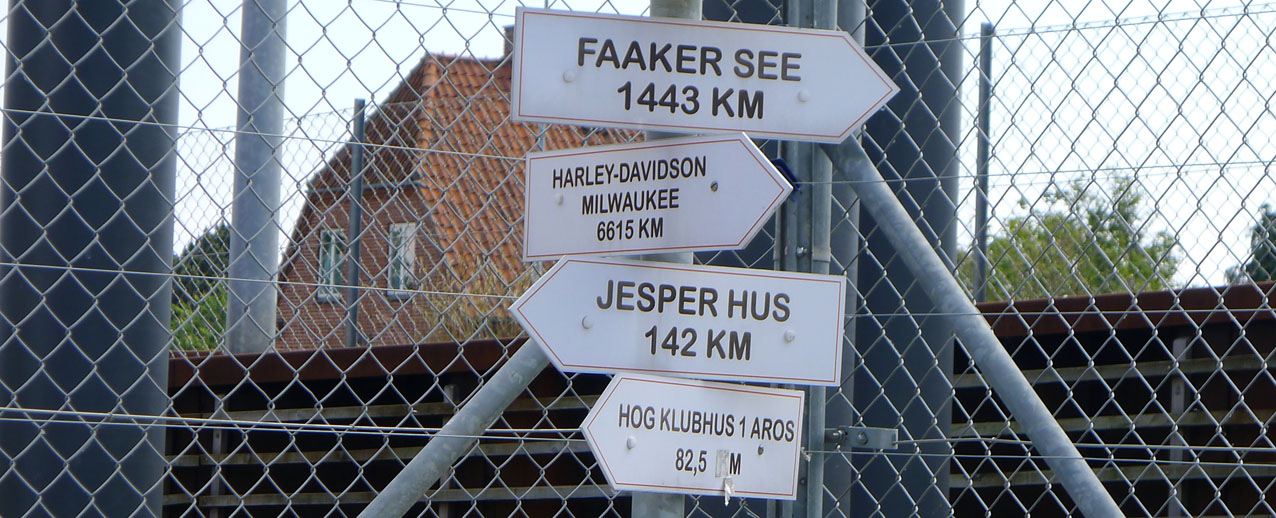 FAAKER SEE
1443 KM
HARLEY-DAVIDSON
MILWAUKEE
6615 KM
JESPER HUS
142 KM
HOG KLUBHUS 1 AROS
82,5 KM